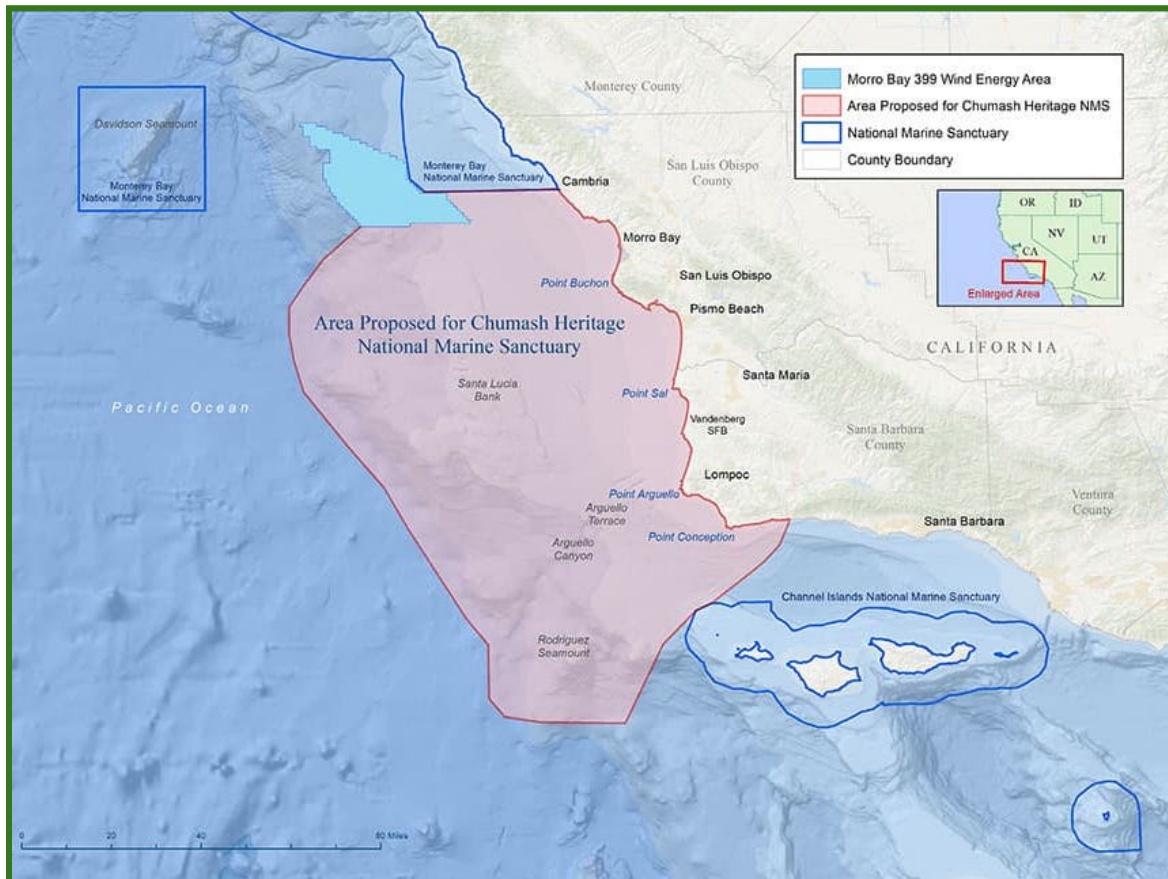 Morro Bay 399 Wind Energy Area
Area Proposed for Chumash Heritage NMS
National Marine Sanctuary
County Boundary
Monterey County
Davidson Seamount
Monterey Bay
National Marine Sanctuary
Monterey Bay
National Marine Sanctuary
Cambria
San Luis Obispo
County
OR
ID
NV
UT
CA
AZ
Enlarged Area
Morro Bay
San Luis Obispo
Point Buchon
Pismo Beach
Area Proposed for Chumash Heritage
National Marine Sanctuary
CALIFORNIA
Santa Lucia
Bank
Point Sal
Santa Maria
Pacific Ocean
Vandenberg
SFB
Santa Barbara
County
Lompoc
Point Arguello
Arguello
Terrace
Ventura
County
Santa Barbara
Point Conception
Arguello
Canyon
Channel Islands National Marine Sanctuary
Rodriguez
Seamount
0
20
40
80 Miles